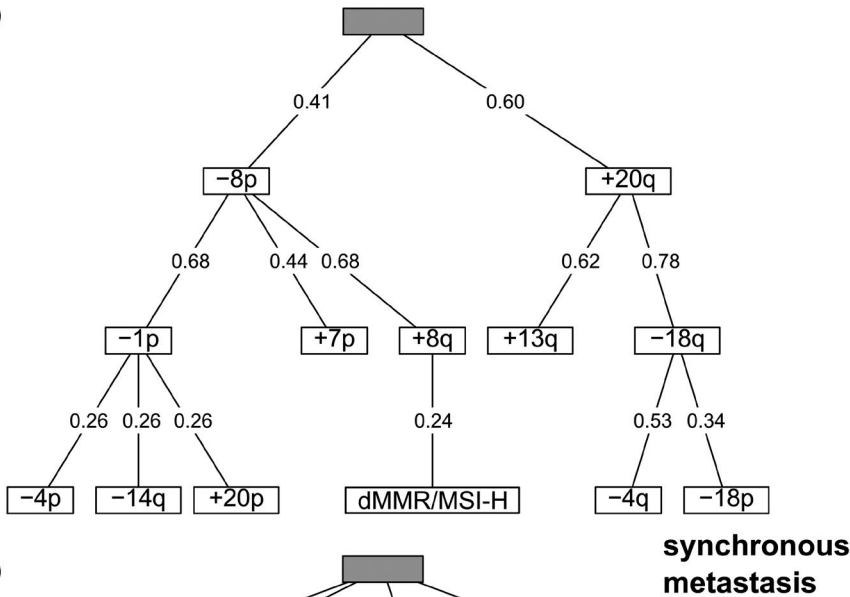 0.41 0.60
−8p +20q
0.68 0.44 0.68 0.62 0.78
−1p +7p +8q +13q −18q
0.26 0.26 0.26 0.24 0.53 0.34
−4p −14q +20p dMMR/MSI-H −4q −18p
synchronous
metastasis